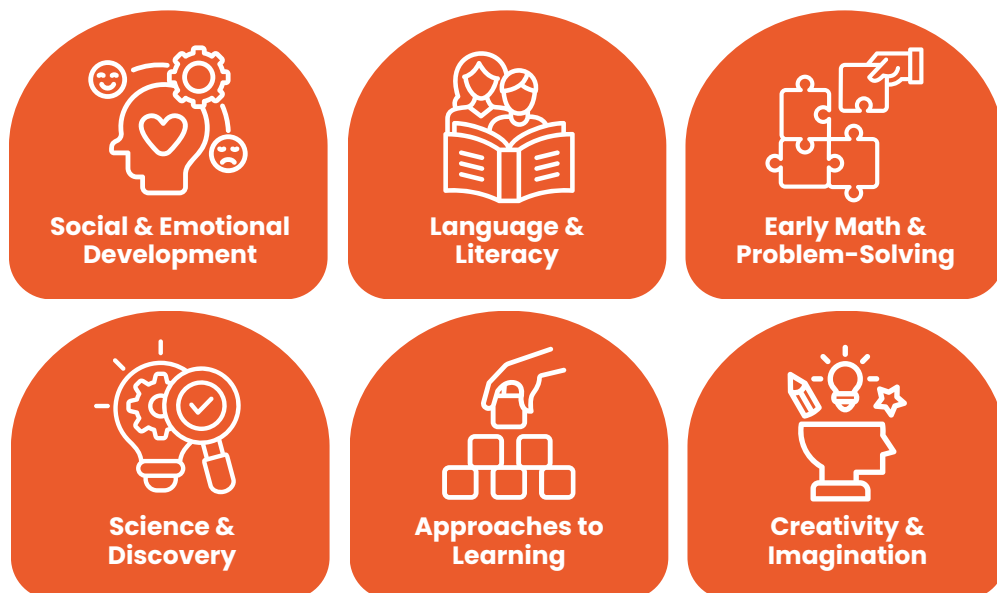 Social & Emotional
Development
Language &
Literacy
Early Math &
Problem-Solving
Science &
Discovery
Approaches to
Learning
Creativity &
Imagination